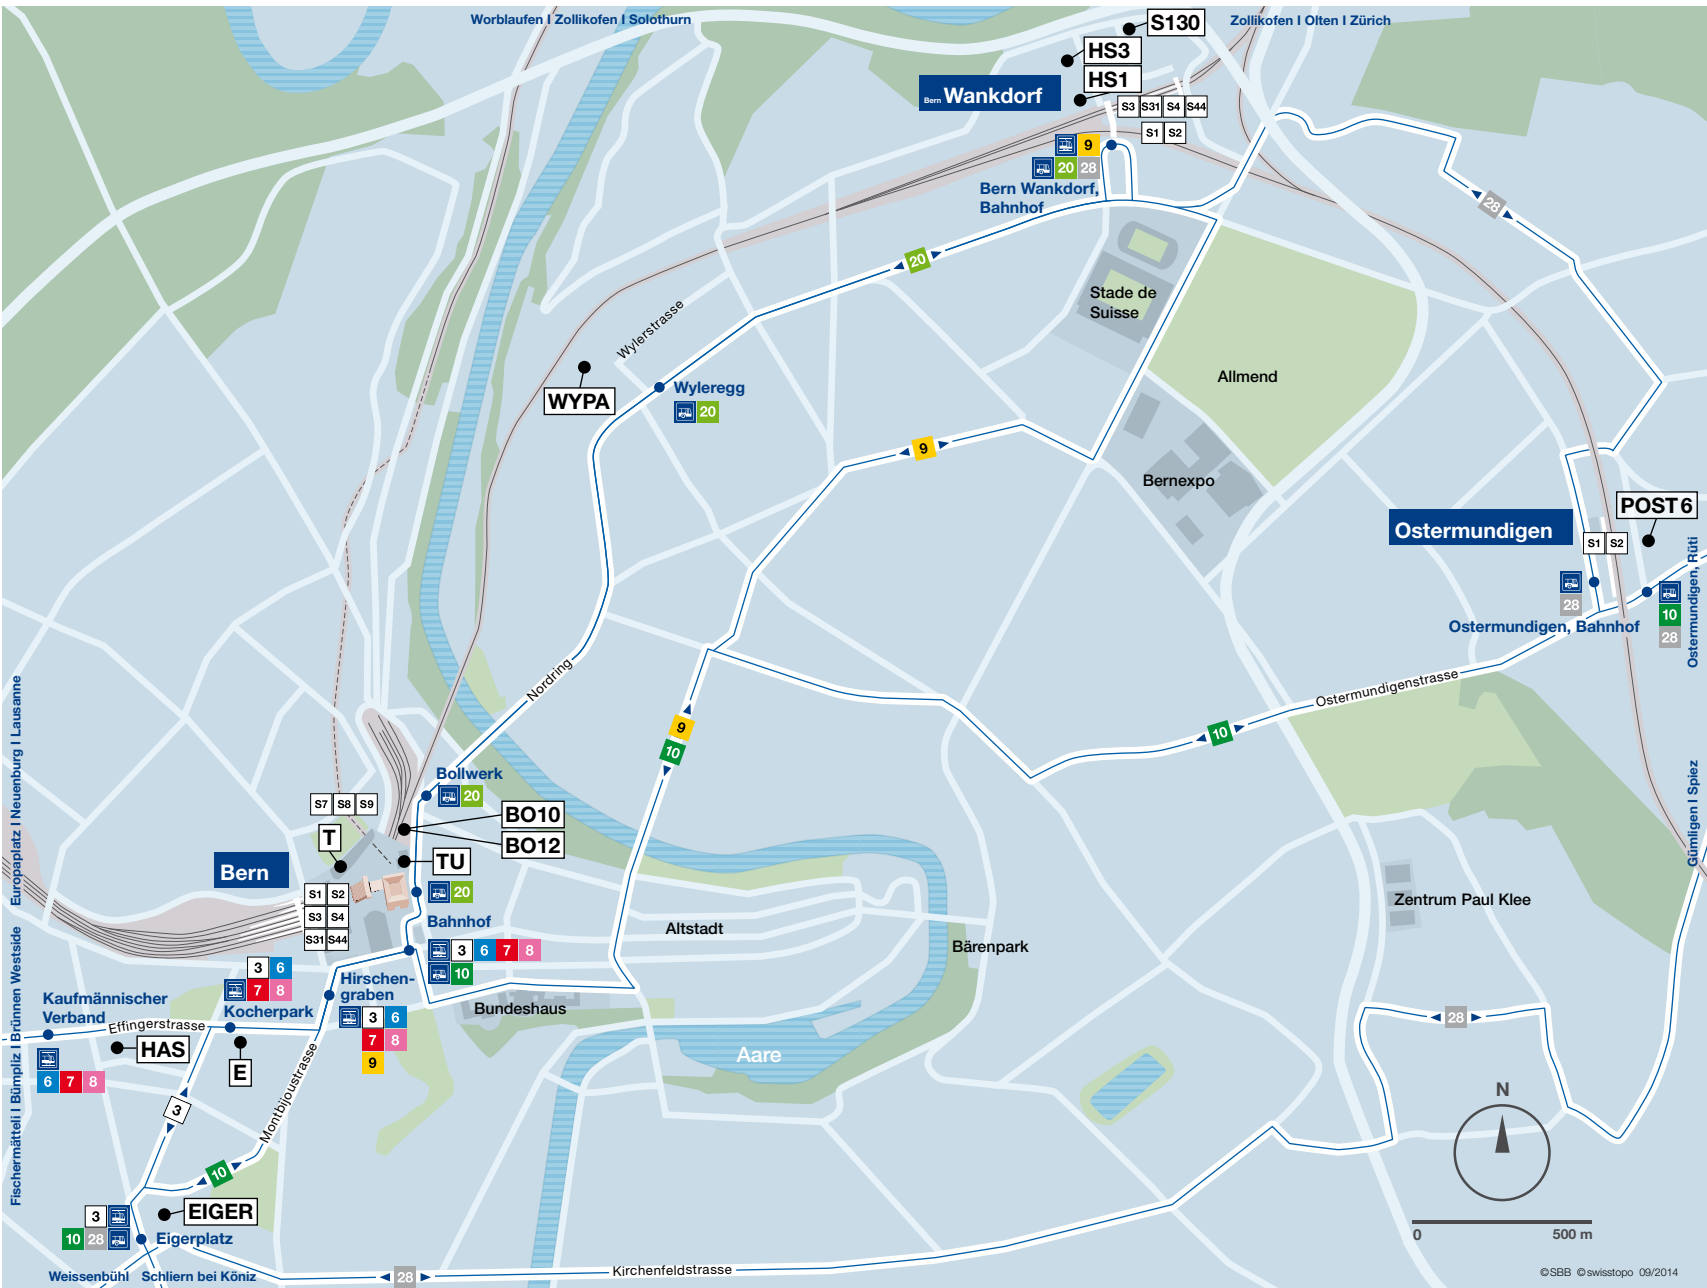 Worblaufen I Zollikofen I Solothurn
Zollikofen I Olten I Zürich
S130
HS3
HS1
Bern Wankdorf
S3 S31 S4 S44
S1 S2
9
20 28
Bern Wankdorf,
Bahnhof
28
20
Stade de
Suisse
Wylerstrasse
Allmend
WYPA
Wyleregg
20
9
Bernexpo
POST 6
Ostermundigen
S1 S2
28
10
28
Ostermundigen, Bahnhof
Ostermundigen, Rüti
Nordring
Ostermundigenstrasse
9
10
10
Europaplatz I Neuenburg I Lausanne
Gümligen I Spiez
Bollwerk
20
S7 S8 S9
BO10
BO12
T
TU
Bern
S1 S2
S3 S4
S31 S44
20
Bahnhof
3 6 7 8
10
Altstadt
Bärenpark
Zentrum Paul Klee
3 6
7 8
Kocherpark
Hirschen-
graben
3 6
7 8
9
Bundeshaus
Kaufmännischer
Verband
Effingerstrasse
6 7 8
HAS
E
Aare
28
Fischermätteli I Bümpliz I Brünnen Westside
Montbijoustrasse
3
10
N
EIGER
3
10 28
Eigerplatz
Weissenbühl
Schliern bei Köniz
28
Kirchenfeldstrasse
0 500 m
©SBB ©swisstopo 09/2014